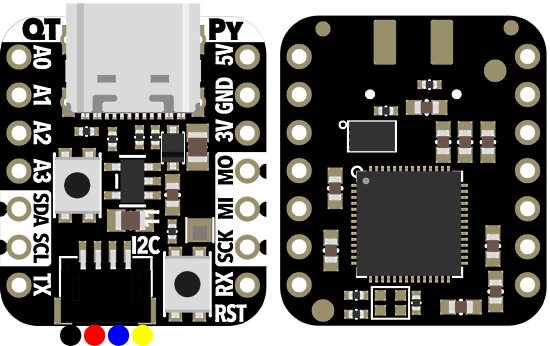 QT Py
A0 5V
A1 GND
A2 3V
A3 MO
SDA MI
SCL SCK
TX RX
I2C
RST